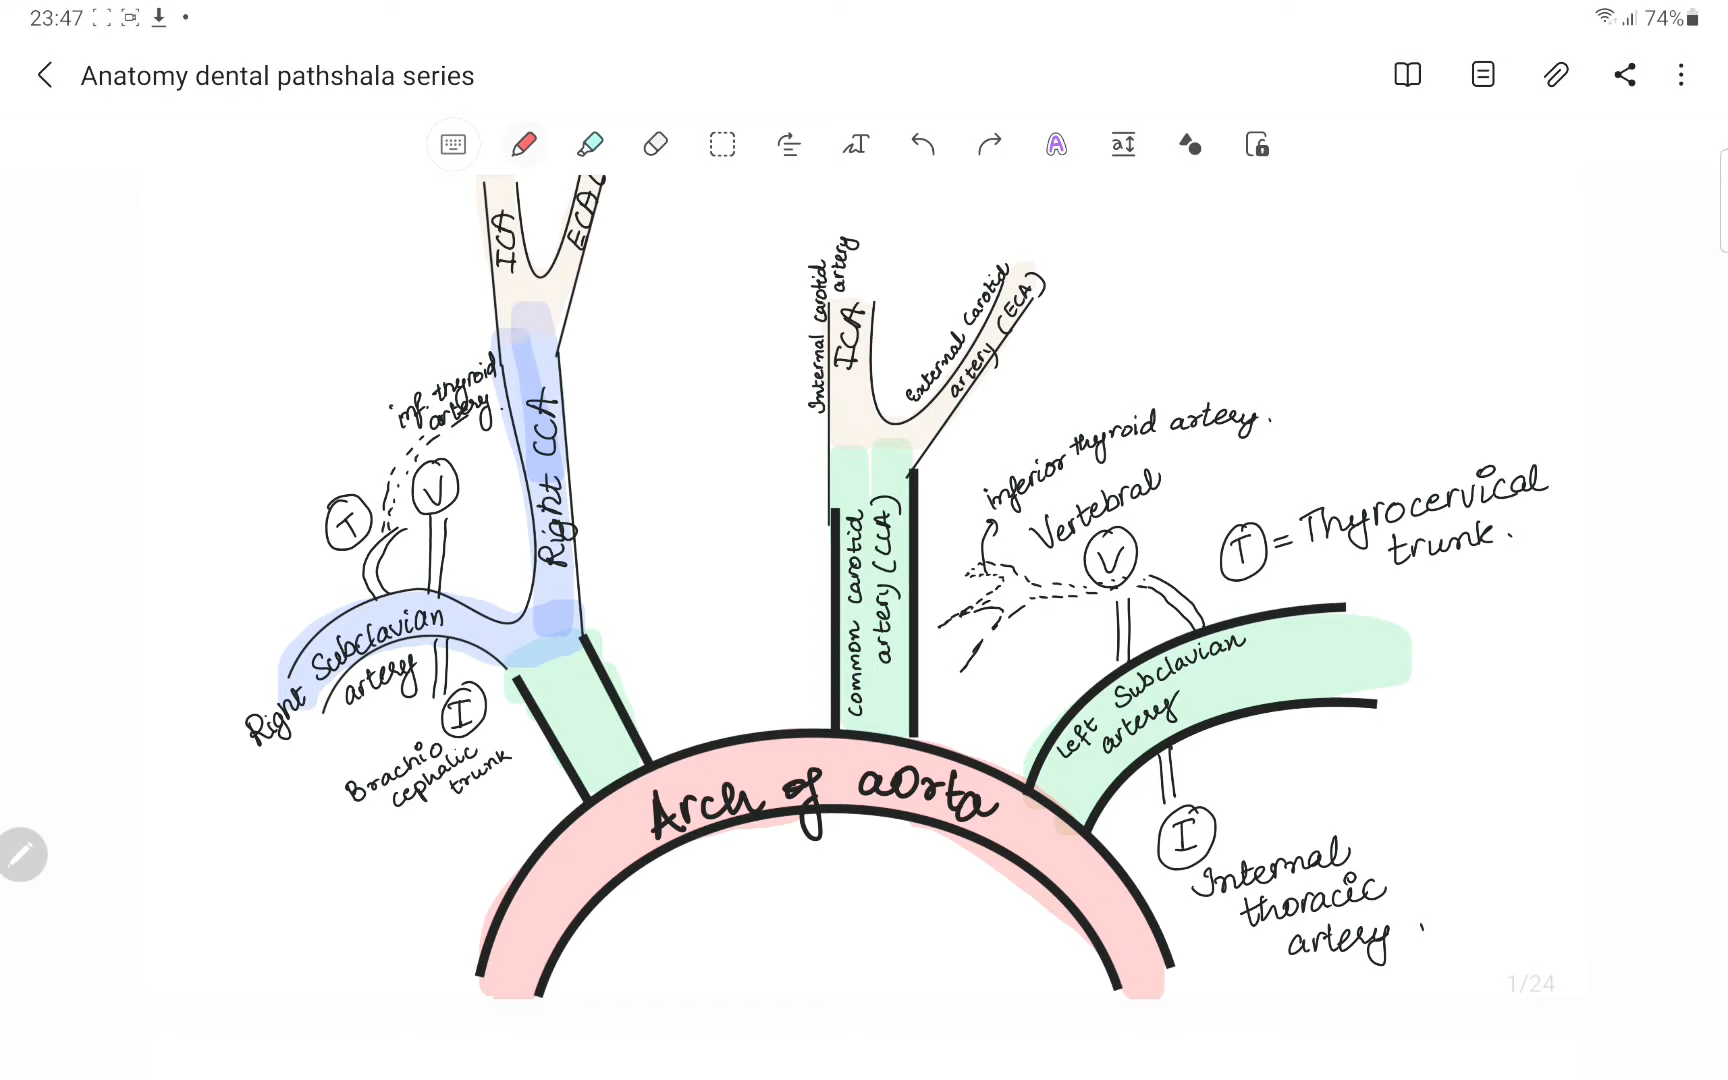 23:47
74%
Anatomy dental pathshala series
ICA
ECA
inf. thyroid
artery.
T
V
Right CCA
Right Subclavian
artery
I
Brachio
cephalic
trunk
Internal carotid
artery
ICA
External carotid
artery (ECA)
Common carotid
artery (CCA)
inferior thyroid artery.
Vertebral
V
T = Thyrocervical
trunk.
Left Subclavian
artery
I
Internal
thoracic
artery.
Arch of aorta
1/24